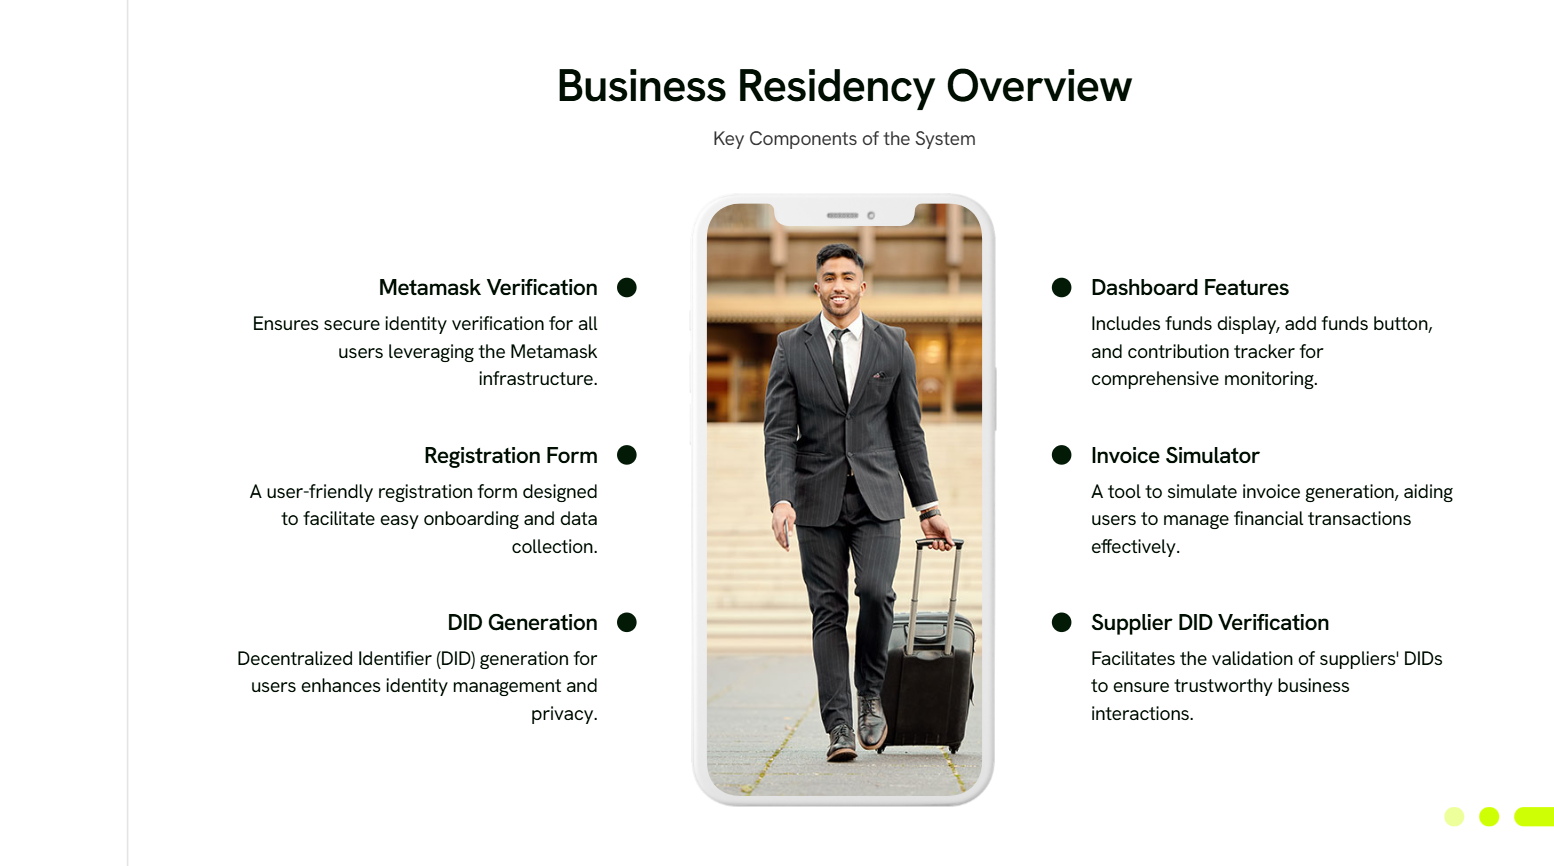 Business Residency Overview
Key Components of the System
Metamask Verification
Ensures secure identity verification for all
users leveraging the Metamask
infrastructure.
Registration Form
A user-friendly registration form designed
to facilitate easy onboarding and data
collection.
DID Generation
Decentralized Identifier (DID) generation for
users enhances identity management and
privacy.
Dashboard Features
Includes funds display, add funds button,
and contribution tracker for
comprehensive monitoring.
Invoice Simulator
A tool to simulate invoice generation, aiding
users to manage financial transactions
effectively.
Supplier DID Verification
Facilitates the validation of suppliers' DIDs
to ensure trustworthy business
interactions.